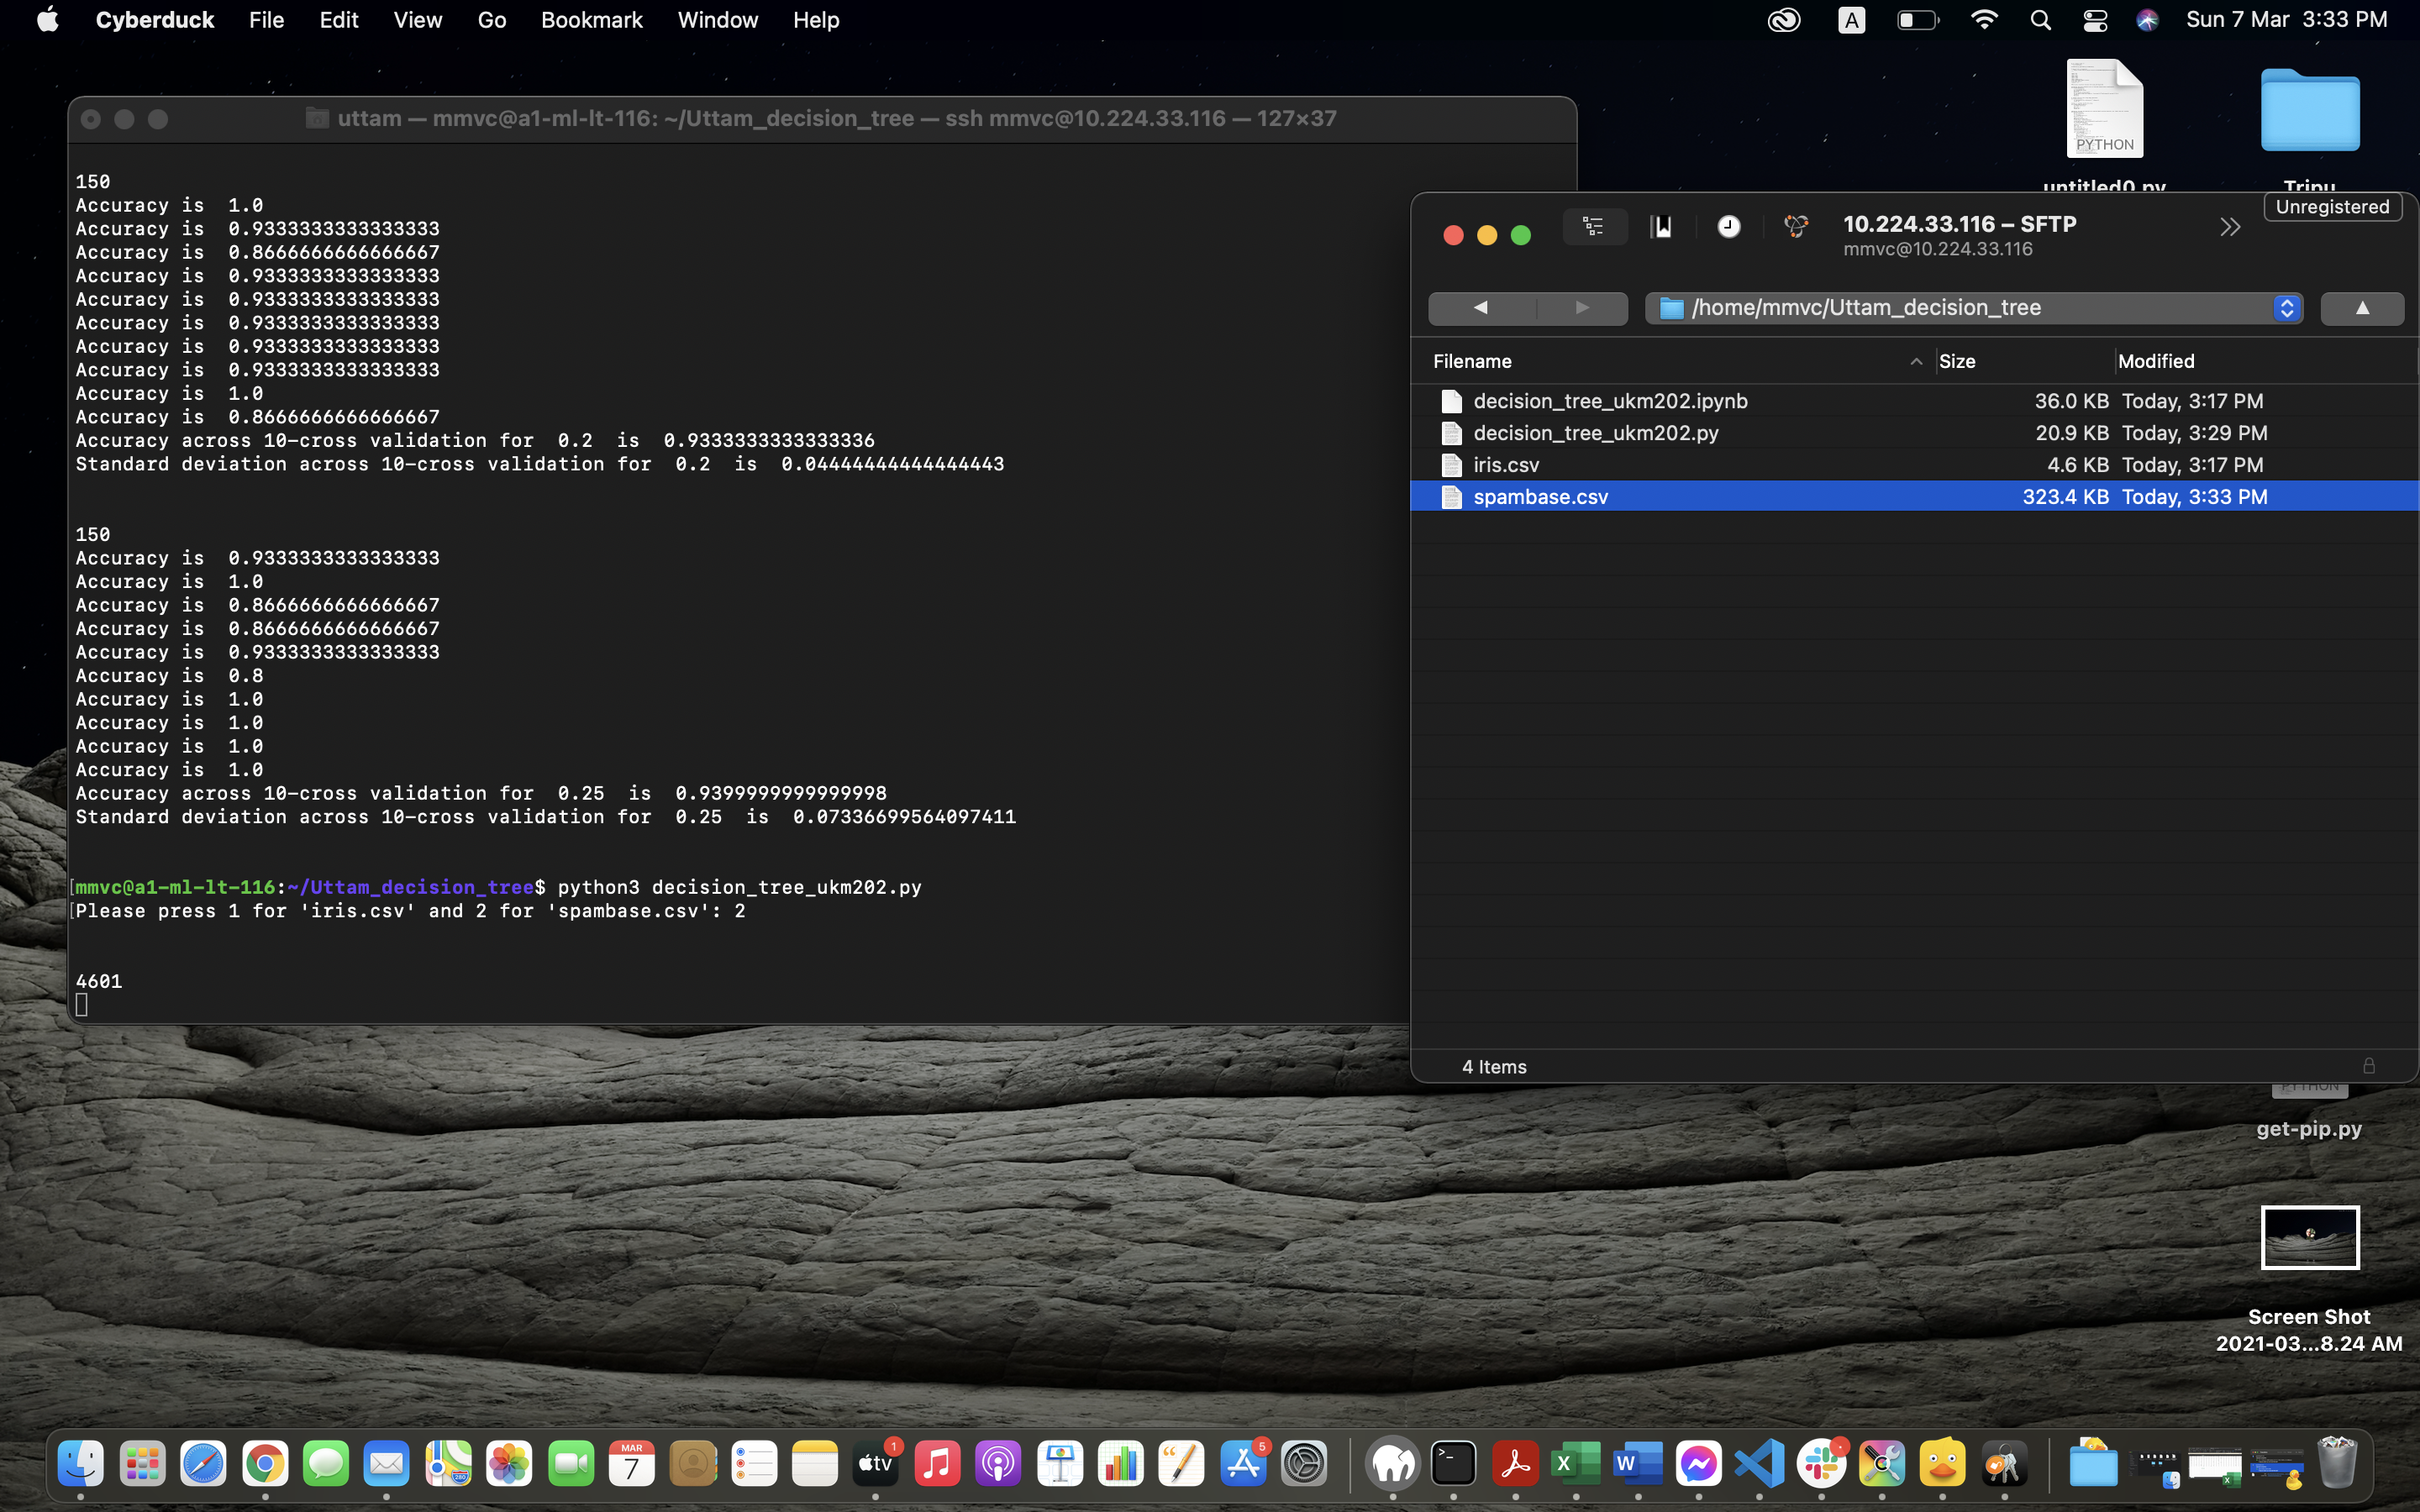 Cyberduck File Edit View Go Bookmark Window Help
A
Sun 7 Mar 3:33 PM
uttam — mmvc@a1-ml-lt-116: ~/Uttam_decision_tree — ssh mmvc@10.224.33.116 — 127×37
150
Accuracy is 1.0
Accuracy is 0.9333333333333333
Accuracy is 0.8666666666666667
Accuracy is 0.9333333333333333
Accuracy is 0.9333333333333333
Accuracy is 0.9333333333333333
Accuracy is 0.9333333333333333
Accuracy is 0.9333333333333333
Accuracy is 1.0
Accuracy is 0.8666666666666667
Accuracy across 10-cross validation for 0.2 is 0.9333333333333336
Standard deviation across 10-cross validation for 0.2 is 0.04444444444444443
150
Accuracy is 0.9333333333333333
Accuracy is 1.0
Accuracy is 0.8666666666666667
Accuracy is 0.8666666666666667
Accuracy is 0.9333333333333333
Accuracy is 0.8
Accuracy is 1.0
Accuracy is 1.0
Accuracy is 1.0
Accuracy is 1.0
Accuracy across 10-cross validation for 0.25 is 0.9399999999999998
Standard deviation across 10-cross validation for 0.25 is 0.07336699564097411
[mmvc@a1-ml-lt-116:~/Uttam_decision_tree$ python3 decision_tree_ukm202.py
[Please press 1 for 'iris.csv' and 2 for 'spambase.csv': 2
4601
PYTHON
untitled0.py
Tripu
Unregistered
10.224.33.116 – SFTP
mmvc@10.224.33.116
/home/mmvc/Uttam_decision_tree
Filename Size Modified
decision_tree_ukm202.ipynb 36.0 KB Today, 3:17 PM
decision_tree_ukm202.py 20.9 KB Today, 3:29 PM
iris.csv 4.6 KB Today, 3:17 PM
spambase.csv 323.4 KB Today, 3:33 PM
4 Items
PYTHON
get-pip.py
Screen Shot
2021-03...8.24 AM
MAR
7
tv
1
5
280
>_
X
W